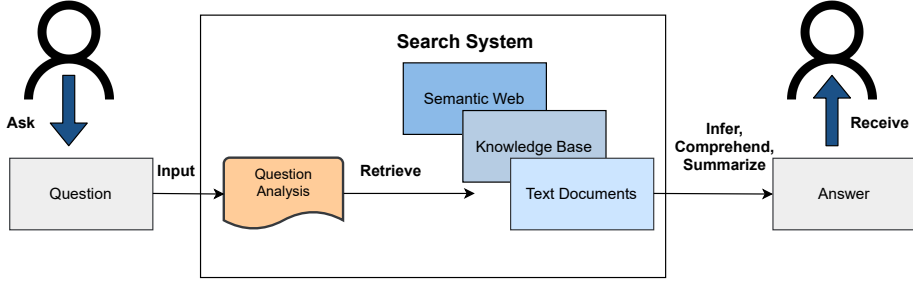 Search System
Semantic Web
Knowledge Base
Text Documents
Ask
Question
Input
Question
Analysis
Retrieve
Infer,
Comprehend,
Summarize
Answer
Receive